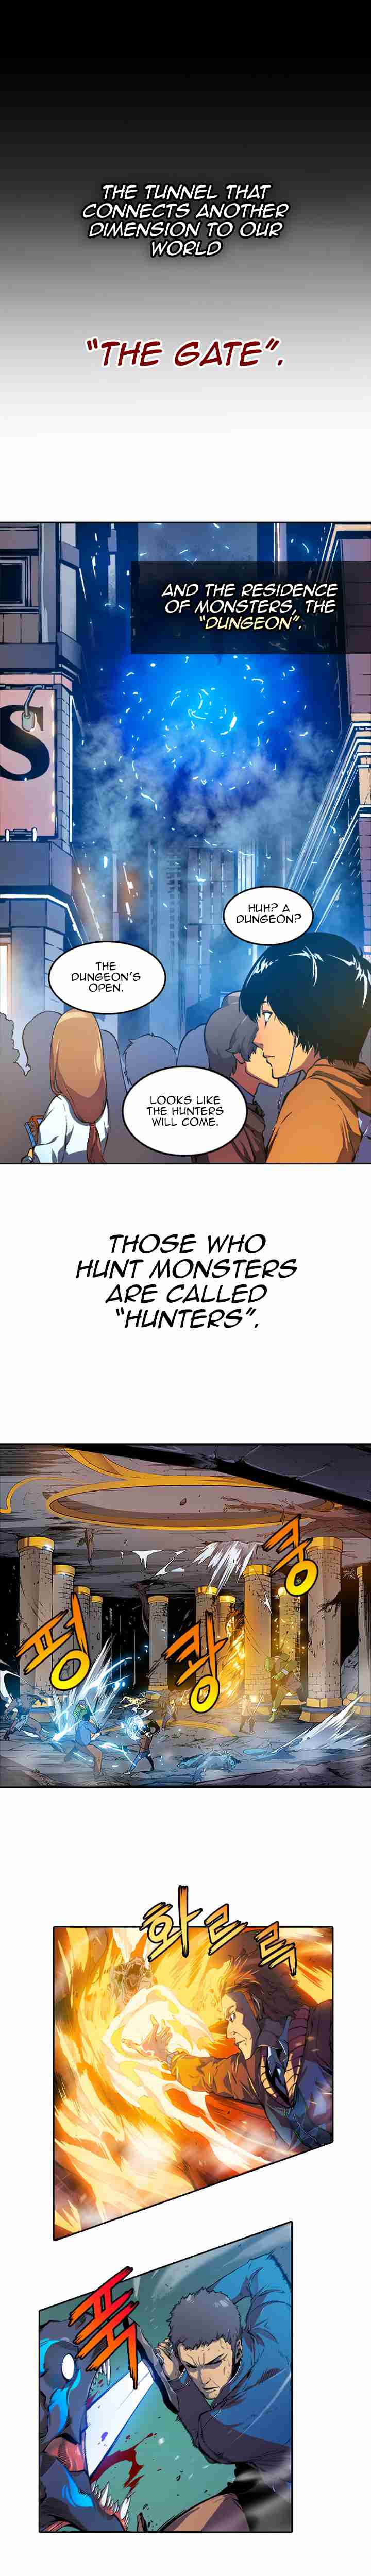 THE TUNNEL THAT
CONNECTS ANOTHER
DIMENSION TO OUR
WORLD
"THE GATE".
AND THE RESIDENCE
OF MONSTERS, THE
"DUNGEON".
S
HUH? A
DUNGEON?
THE
DUNGEON'S
OPEN.
LOOKS LIKE
THE HUNTERS
WILL COME.
THOSE WHO
HUNT MONSTERS
ARE CALLED
"HUNTERS".
쿵
펑
쾅
화르륵
푹